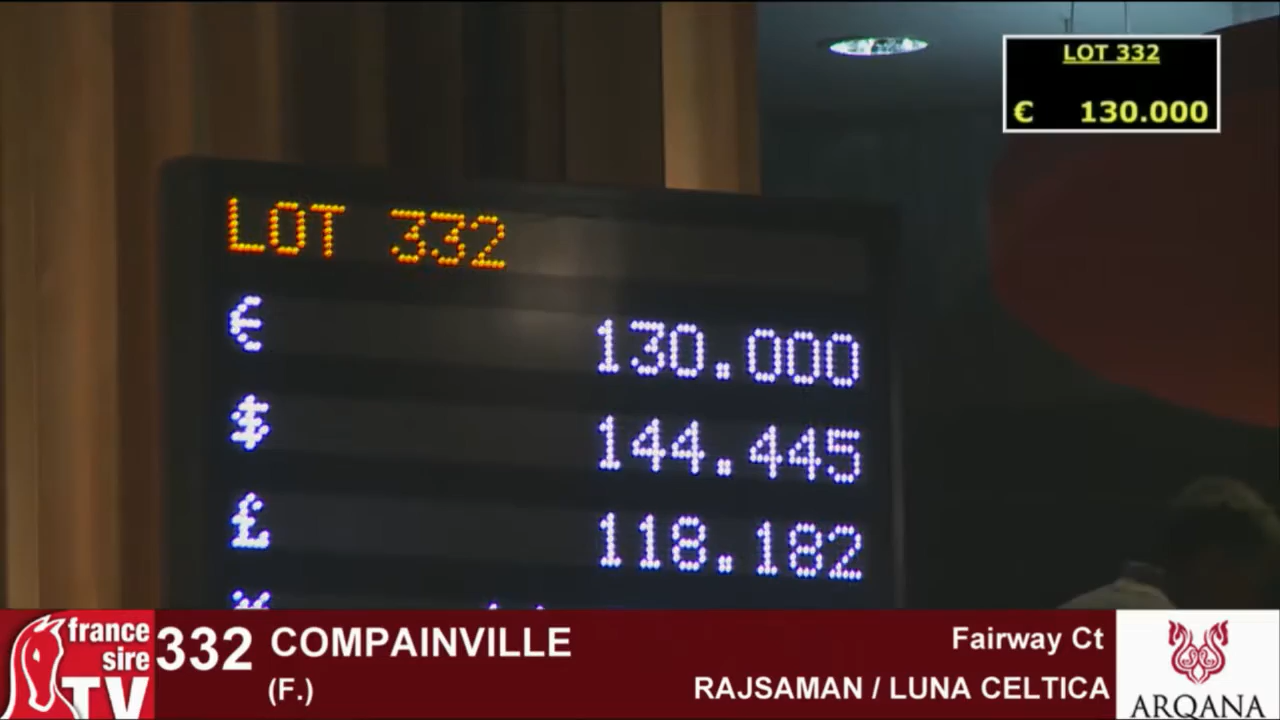 LOT 332
€ 130.000
LOT 332
€ 130.000
$ 144.445
£ 118.182
france
sire
TV
332 COMPAINVILLE
(F.)
Fairway Ct
RAJSAMAN / LUNA CELTICA
ARQANA